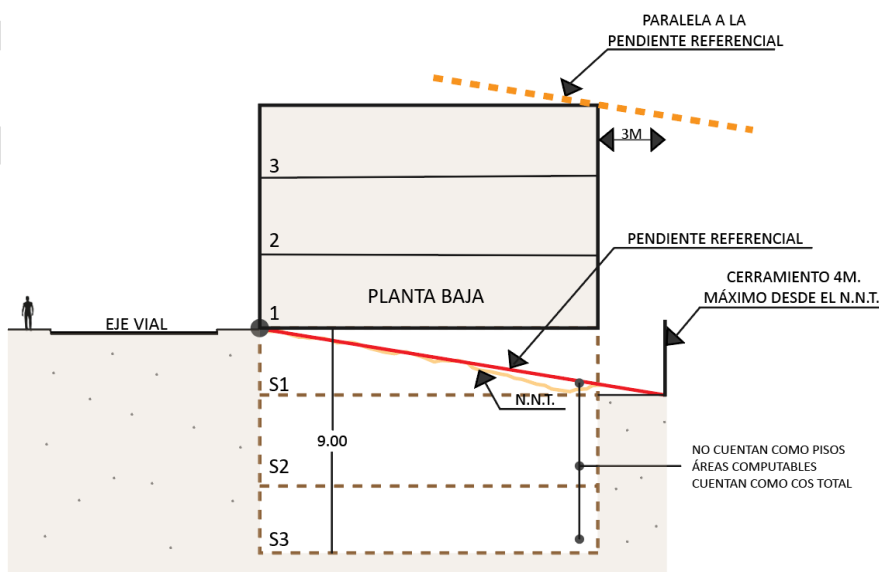 PARALELA A LA
PENDIENTE REFERENCIAL
3M
3
2
PENDIENTE REFERENCIAL
CERRAMIENTO 4M.
MÁXIMO DESDE EL N.N.T.
PLANTA BAJA
1
EJE VIAL
S1
N.N.T.
9.00
S2
NO CUENTAN COMO PISOS
ÁREAS COMPUTABLES
CUENTAN COMO COS TOTAL
S3